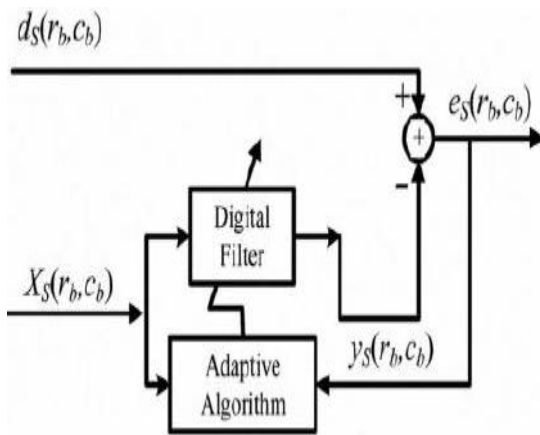 d_S(r_b,c_b)
+
e_S(r_b,c_b)
+
-
Digital
Filter
X_S(r_b,c_b)
y_S(r_b,c_b)
Adaptive
Algorithm